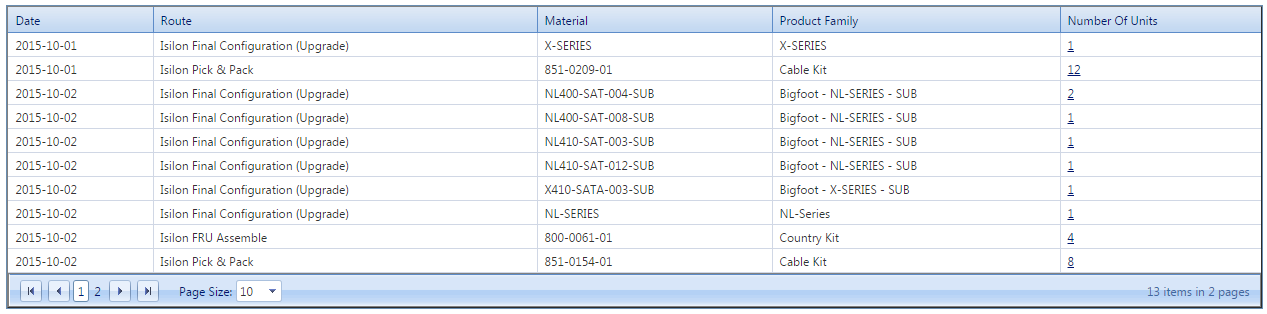 Date Route Material Product Family Number Of Units
2015-10-01 Isilon Final Configuration (Upgrade) X-SERIES X-SERIES 1
2015-10-01 Isilon Pick & Pack 851-0209-01 Cable Kit 12
2015-10-02 Isilon Final Configuration (Upgrade) NL400-SAT-004-SUB Bigfoot - NL-SERIES - SUB 2
2015-10-02 Isilon Final Configuration (Upgrade) NL400-SAT-008-SUB Bigfoot - NL-SERIES - SUB 1
2015-10-02 Isilon Final Configuration (Upgrade) NL410-SAT-003-SUB Bigfoot - NL-SERIES - SUB 1
2015-10-02 Isilon Final Configuration (Upgrade) NL410-SAT-012-SUB Bigfoot - NL-SERIES - SUB 1
2015-10-02 Isilon Final Configuration (Upgrade) X410-SATA-003-SUB Bigfoot - X-SERIES - SUB 1
2015-10-02 Isilon Final Configuration (Upgrade) NL-SERIES NL-Series 1
2015-10-02 Isilon FRU Assemble 800-0061-01 Country Kit 4
2015-10-02 Isilon Pick & Pack 851-0154-01 Cable Kit 8
1 2 Page Size: 10 13 items in 2 pages